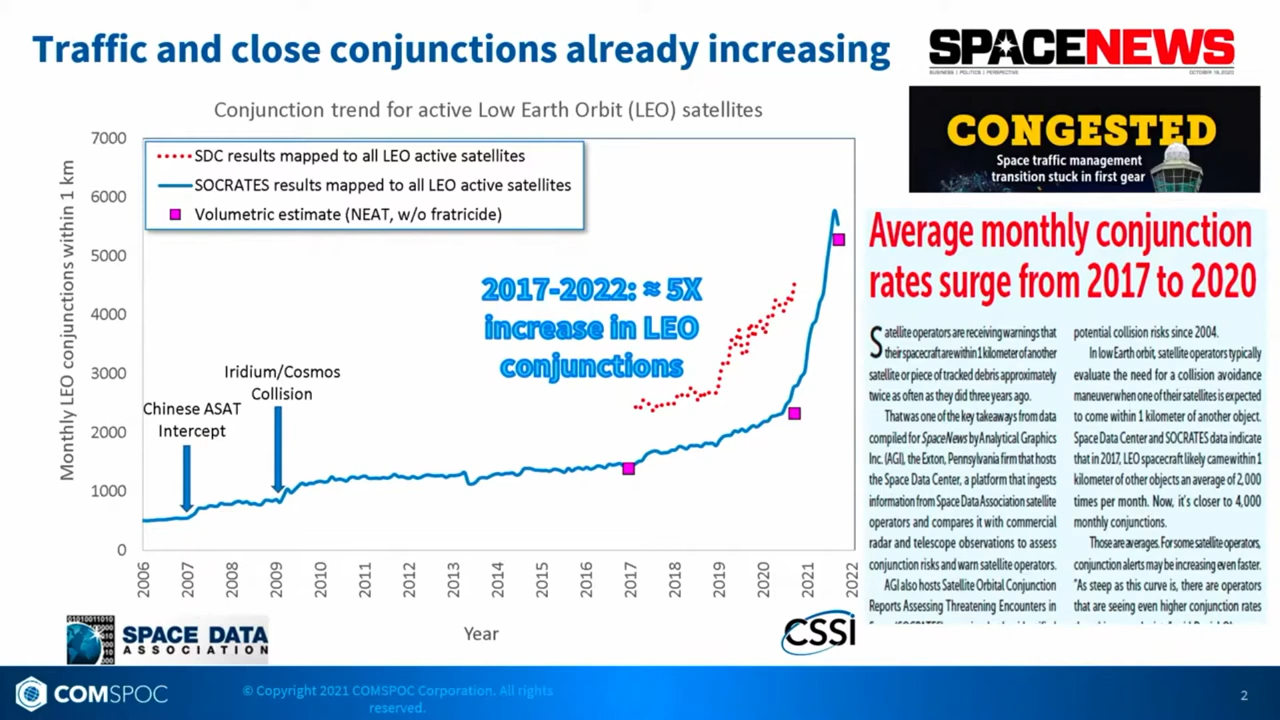 Traffic and close conjunctions already increasing
SPACENEWS
BUSINESS | POLITICS | PERSPECTIVE
OCTOBER 19, 2020
CONGESTED
Space traffic management
transition stuck in first gear
Conjunction trend for active Low Earth Orbit (LEO) satellites
Monthly LEO conjunctions within 1 km
7000
6000
5000
4000
3000
2000
1000
0
SDC results mapped to all LEO active satellites
SOCRATES results mapped to all LEO active satellites
Volumetric estimate (NEAT, w/o fratricide)
2017-2022: ≈ 5X
increase in LEO
conjunctions
Iridium/Cosmos
Collision
Chinese ASAT
Intercept
2006
2007
2008
2009
2010
2011
2012
2013
2014
2015
2016
2017
2018
2019
2020
2021
2022
Year
Average monthly conjunction
rates surge from 2017 to 2020
Satellite operators are receiving warnings that
their spacecraft are within 1 kilometer of another
satellite or piece of tracked debris approximately
twice as often as they did three years ago.
That was one of the key takeaways from data
compiled for SpaceNews by Analytical Graphics
Inc. (AGI), the Exton, Pennsylvania firm that hosts
the Space Data Center, a platform that ingests
information from Space Data Association satellite
operators and compares it with commercial
radar and telescope observations to assess
conjunction risks and warn satellite operators.
AGI also hosts Satellite Orbital Conjunction
Reports Assessing Threatening Encounters in
potential collision risks since 2004.
In low Earth orbit, satellite operators typically
evaluate the need for a collision avoidance
maneuver when one of their satellites is expected
to come within 1 kilometer of another object.
Space Data Center and SOCRATES data indicate
that in 2017, LEO spacecraft likely came within 1
kilometer of other objects an average of 2,000
times per month. Now, it's closer to 4,000
monthly conjunctions.
Those are averages. For some satellite operators,
conjunction alerts may be increasing even faster.
"As steep as this curve is, there are operators
that are seeing even higher conjunction rates
SPACE DATA
ASSOCIATION
CSSI
COMSPOC
© Copyright 2021 COMSPOC Corporation. All rights
reserved.
2